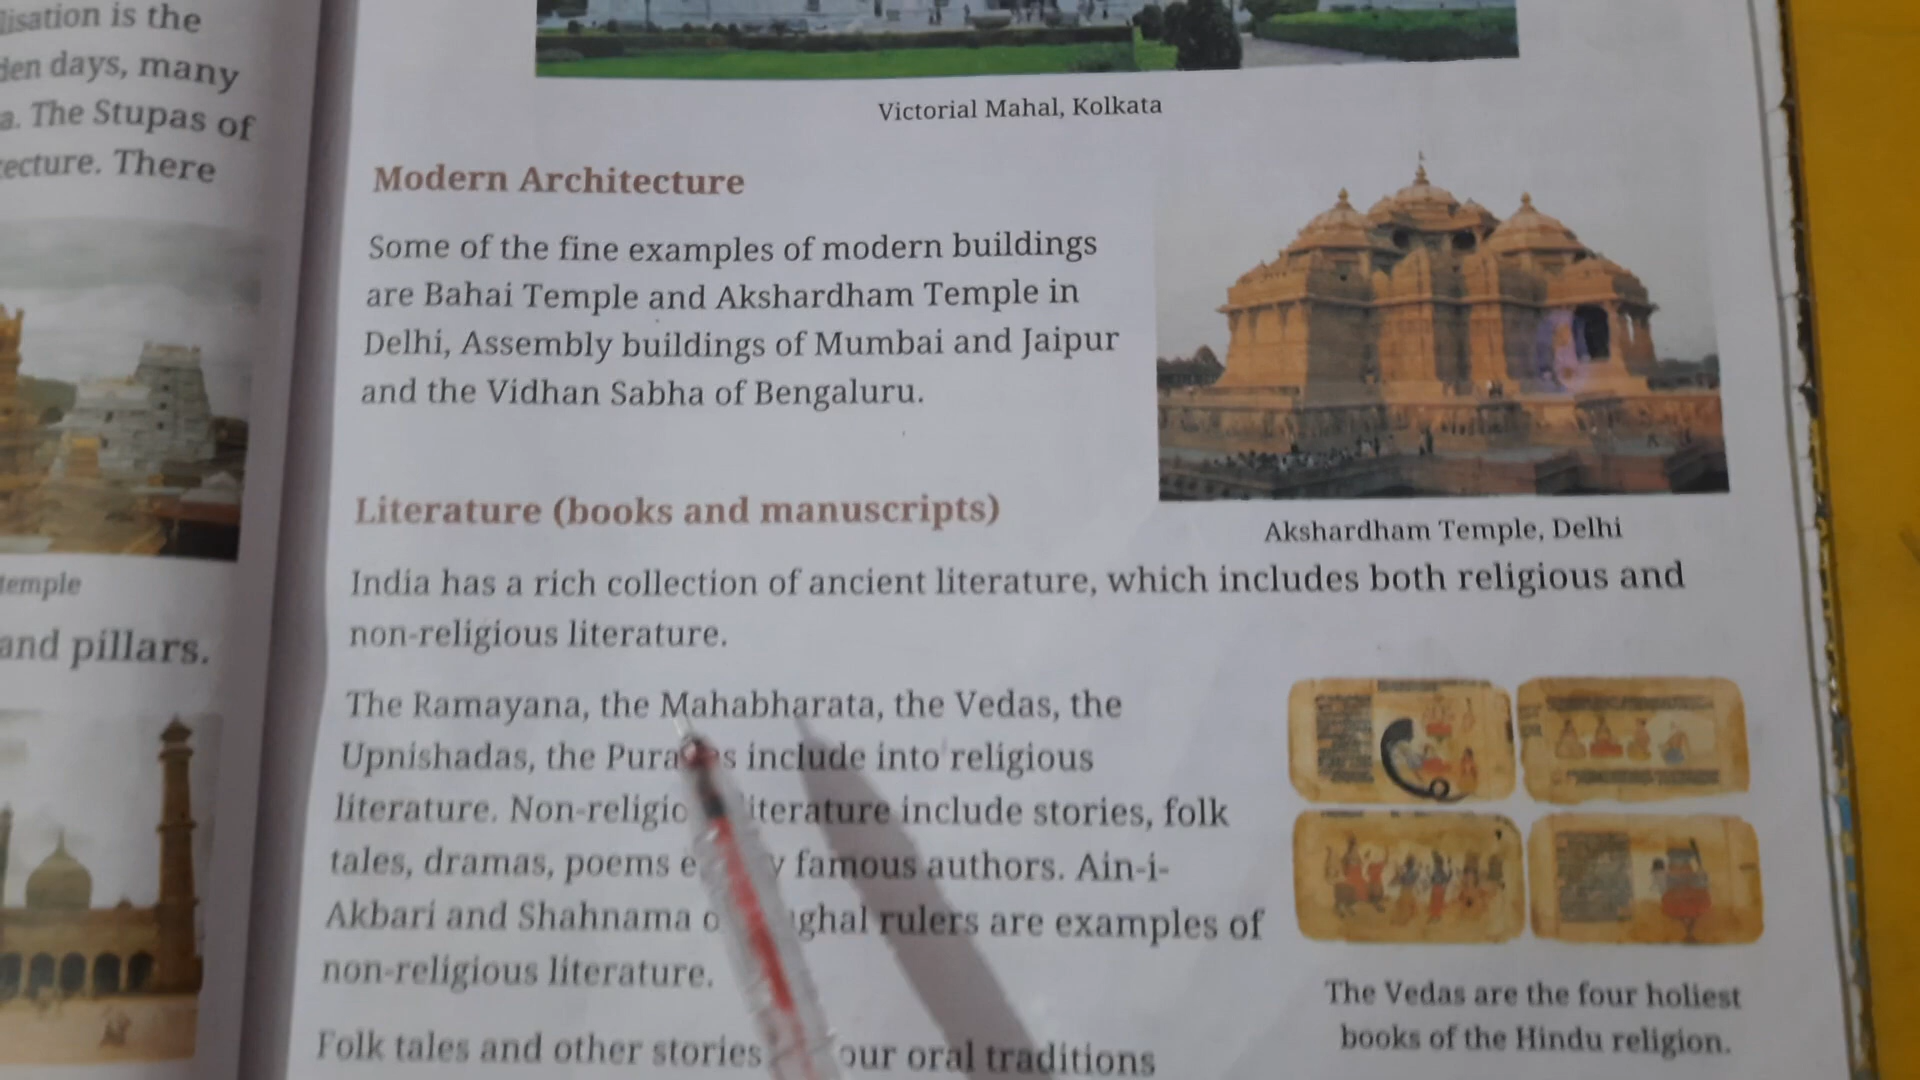 lisation is the
den days, many
a. The Stupas of
tecture. There
temple
and pillars.
Victorial Mahal, Kolkata
Modern Architecture
Some of the fine examples of modern buildings
are Bahai Temple and Akshardham Temple in
Delhi, Assembly buildings of Mumbai and Jaipur
and the Vidhan Sabha of Bengaluru.
Akshardham Temple, Delhi
Literature (books and manuscripts)
India has a rich collection of ancient literature, which includes both religious and
non-religious literature.
The Ramayana, the Mahabharata, the Vedas, the
Upnishadas, the include into religious
literature. include stories, folk
tales, dramas, poems famous authors. Ain-i-
Akbari and Shahnama rulers are examples of
non-religious literature.
Folk tales and other stories our oral traditions
The Vedas are the four holiest
books of the Hindu religion.